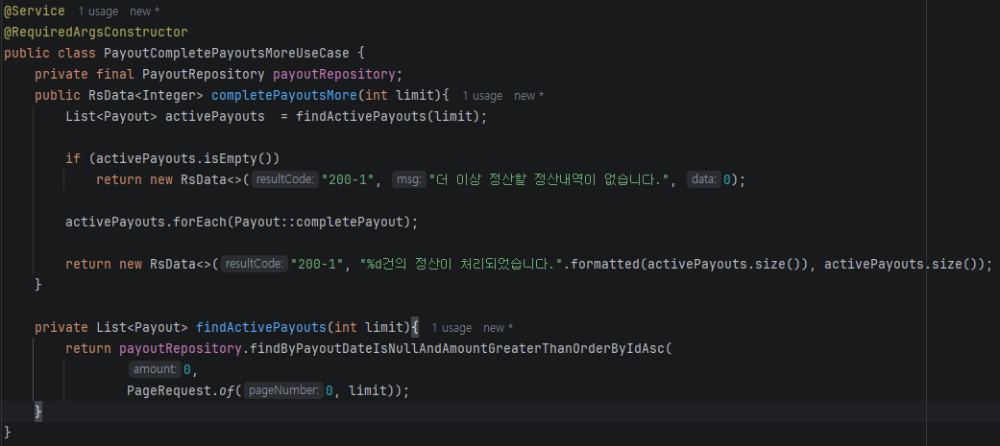 @Service 1 usage new *
@RequiredArgsConstructor
public class PayoutCompletePayoutsMoreUseCase {
private final PayoutRepository payoutRepository;
public RsData<Integer> completePayoutsMore(int limit){ 1 usage new *
List<Payout> activePayouts  = findActivePayouts(limit);
if (activePayouts.isEmpty())
return new RsData<>( resultCode: "200-1", msg: "더 이상 정산할 정산내역이 없습니다.", data: 0);
activePayouts.forEach(Payout::completePayout);
return new RsData<>( resultCode: "200-1", "%d건의 정산이 처리되었습니다.".formatted(activePayouts.size()), activePayouts.size());
}
private List<Payout> findActivePayouts(int limit){ 1 usage new *
return payoutRepository.findByPayoutDateIsNullAndAmountGreaterThanOrderByIdAsc(
amount: 0,
PageRequest.of( pageNumber: 0, limit));
}
}